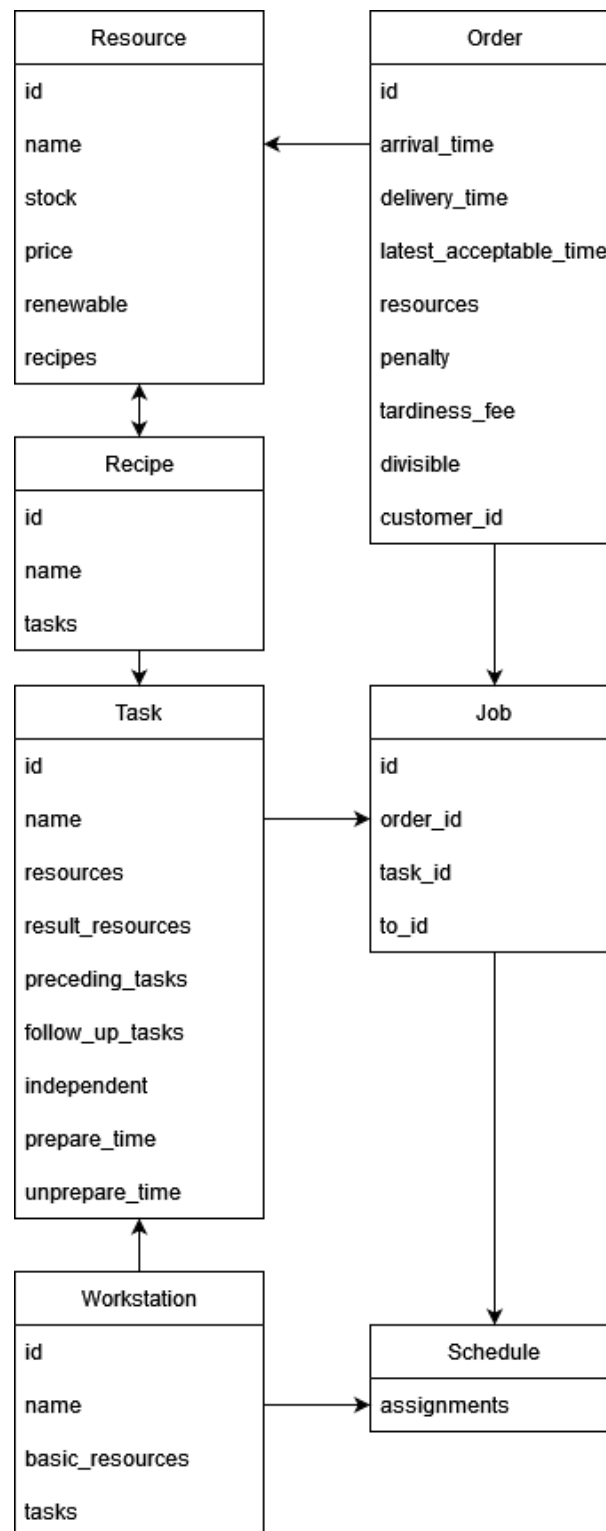 Resource
id
name
stock
price
renewable
recipes
Order
id
arrival_time
delivery_time
latest_acceptable_time
resources
penalty
tardiness_fee
divisible
customer_id
Recipe
id
name
tasks
Task
id
name
resources
result_resources
preceding_tasks
follow_up_tasks
independent
prepare_time
unprepare_time
Job
id
order_id
task_id
to_id
Workstation
id
name
basic_resources
tasks
Schedule
assignments